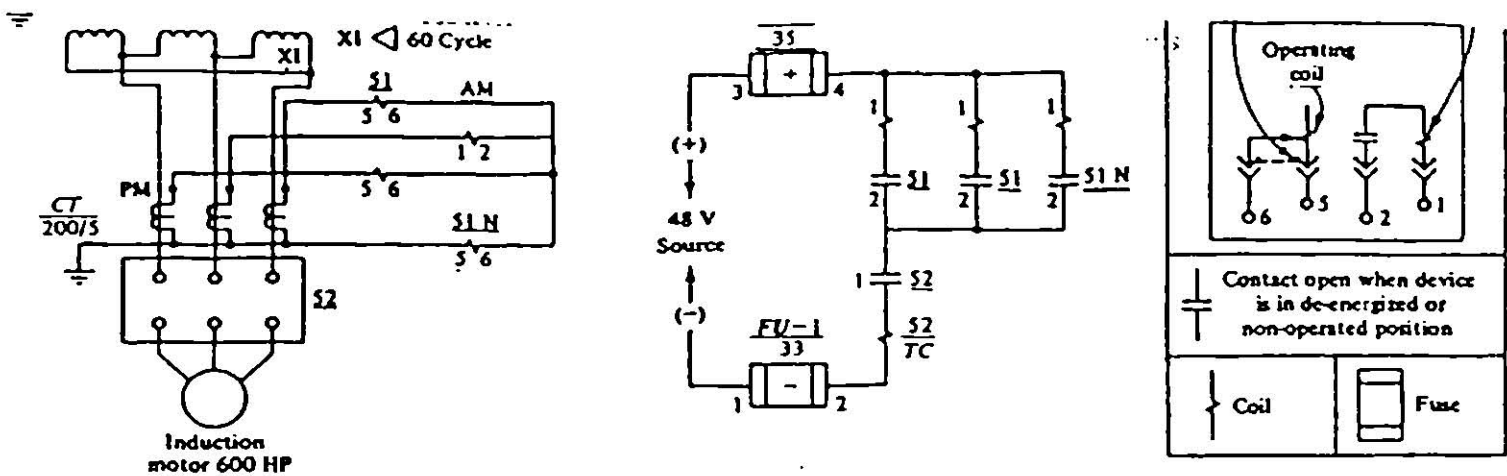 X1
X1 60 Cycle
51
5 6
AM
1 2
5 6
PM
CT
200/5
51 N
5 6
52
Induction
motor 600 HP
35
3
+
4
(+)
48 V
Source
(-)
1
1
1
51
51
51 N
2
2
2
1
52
52
TC
FU-1
33
1
-
2
Operating
coil
6
5
2
1
Contact open when device
is in de-energized or
non-operated position
Coil
Fuse